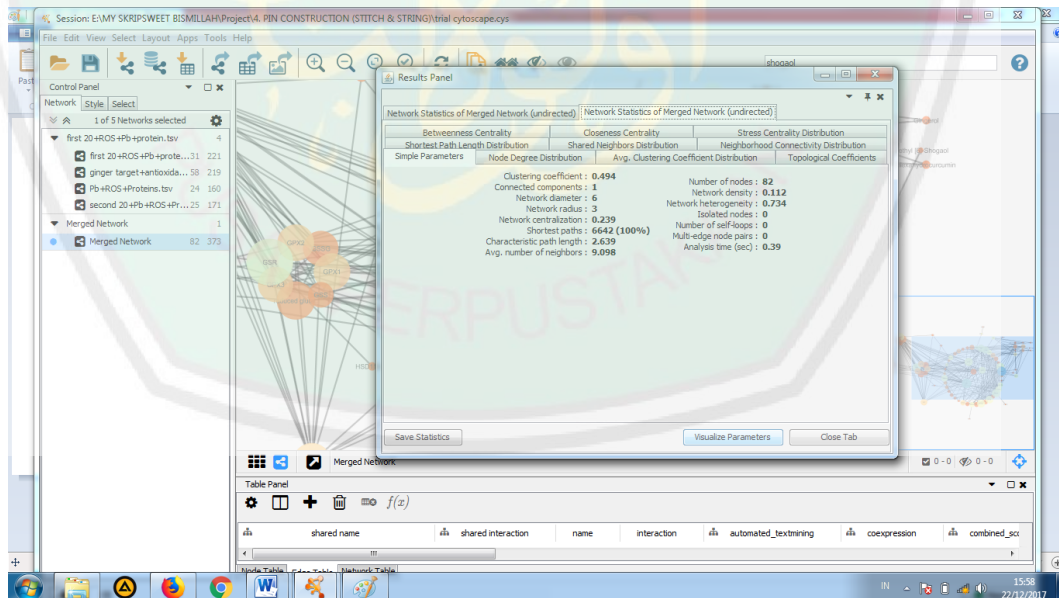 Session: E:\MY SKRIPSWEET BISMILLAH\Project\4. PIN CONSTRUCTION (STITCH & STRING)\trial cytoscape.cys
File Edit View Select Layout Apps Tools Help
shogaol
Past
Control Panel
Network Style Select
1 of 5 Networks selected
first 20+ROS+Pb+protein.tsv 4
first 20+ROS+Pb+prote... 31 221
ginger target+antioxida... 58 219
Pb+ROS+Proteins.tsv 24 160
second 20+Pb+ROS+Pr... 25 171
Merged Network 1
Merged Network 82 373
Results Panel
Network Statistics of Merged Network (undirected) Network Statistics of Merged Network (undirected)
Betweenness Centrality Closeness Centrality Stress Centrality Distribution
Shortest Path Length Distribution Shared Neighbors Distribution Neighborhood Connectivity Distribution
Simple Parameters Node Degree Distribution Avg. Clustering Coefficient Distribution Topological Coefficients
Clustering coefficient : 0.494
Connected components : 1
Network diameter : 6
Network radius : 3
Network centralization : 0.239
Shortest paths : 6642 (100%)
Characteristic path length : 2.639
Avg. number of neighbors : 9.098
Number of nodes : 82
Network density : 0.112
Network heterogeneity : 0.734
Isolated nodes : 0
Number of self-loops : 0
Multi-edge node pairs : 0
Analysis time (sec) : 0.39
GSR
GPX1
PERPUSTAKA
Save Statistics Visualize Parameters Close Tab
Merged Network
0 - 0 0 - 0
Table Panel
f(x)
shared name shared interaction name interaction automated_textmining coexpression combined_sco
Node Table Edge Table Network Table
IN 15:58
22/12/2017